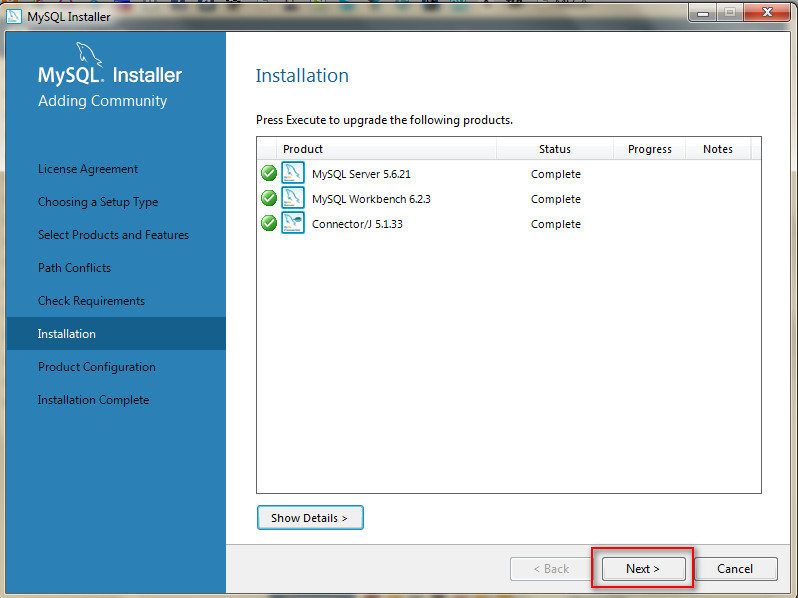 MySQL Installer
MySQL. Installer
Adding Community
License Agreement
Choosing a Setup Type
Select Products and Features
Path Conflicts
Check Requirements
Installation
Product Configuration
Installation Complete
Installation
Press Execute to upgrade the following products.
Product Status Progress Notes
MySQL Server 5.6.21 Complete
MySQL Workbench 6.2.3 Complete
Connector/J 5.1.33 Complete
Show Details >
< Back Next > Cancel